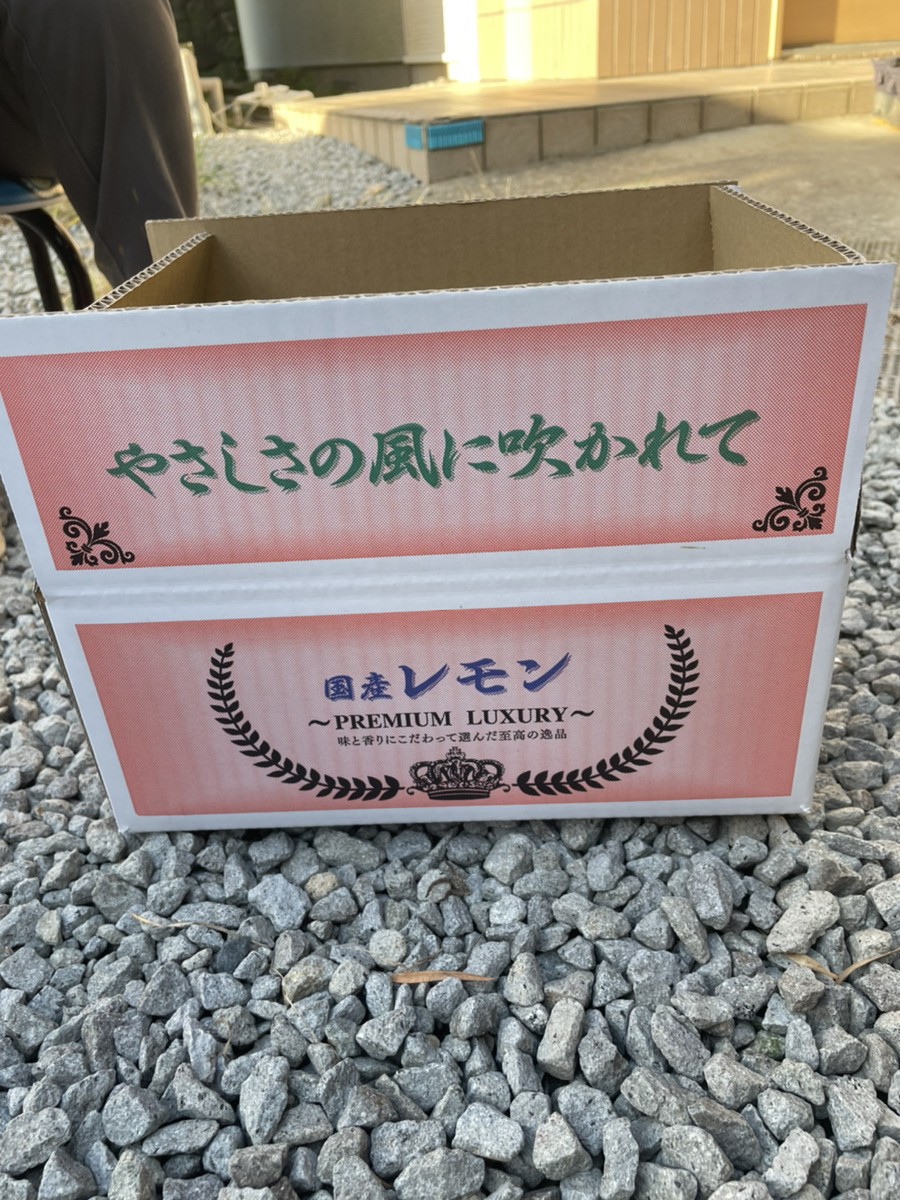 やさしさの風に吹かれて
国産レモン
～PREMIUM LUXURY～
味と香りにこだわって選んだ至高の逸品